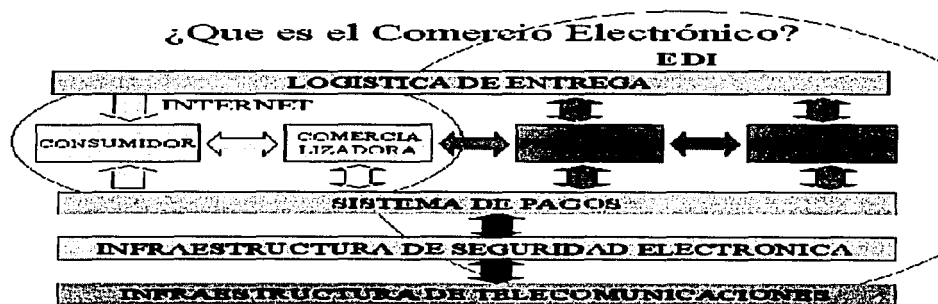 ¿Que es el Comercio Electrónico?
EDI
LOGISTICA DE ENTREGA
INTERNET
CONSUMIDOR
COMERCIA
LIZADORA
SISTEMA DE PAGOS
INFRAESTRUCTURA DE SEGURIDAD ELECTRONICA
INFRAESTRUCTURA DE TELECOMUNICACIONES